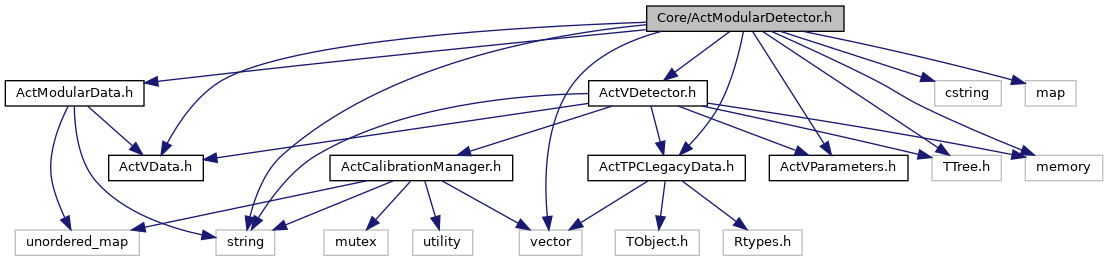 Core/ActModularDetector.h
ActModularData.h
ActVDetector.h
cstring
map
ActVData.h
ActCalibrationManager.h
ActTPCLegacyData.h
ActVParameters.h
TTree.h
memory
unordered_map
string
mutex
utility
vector
TObject.h
Rtypes.h